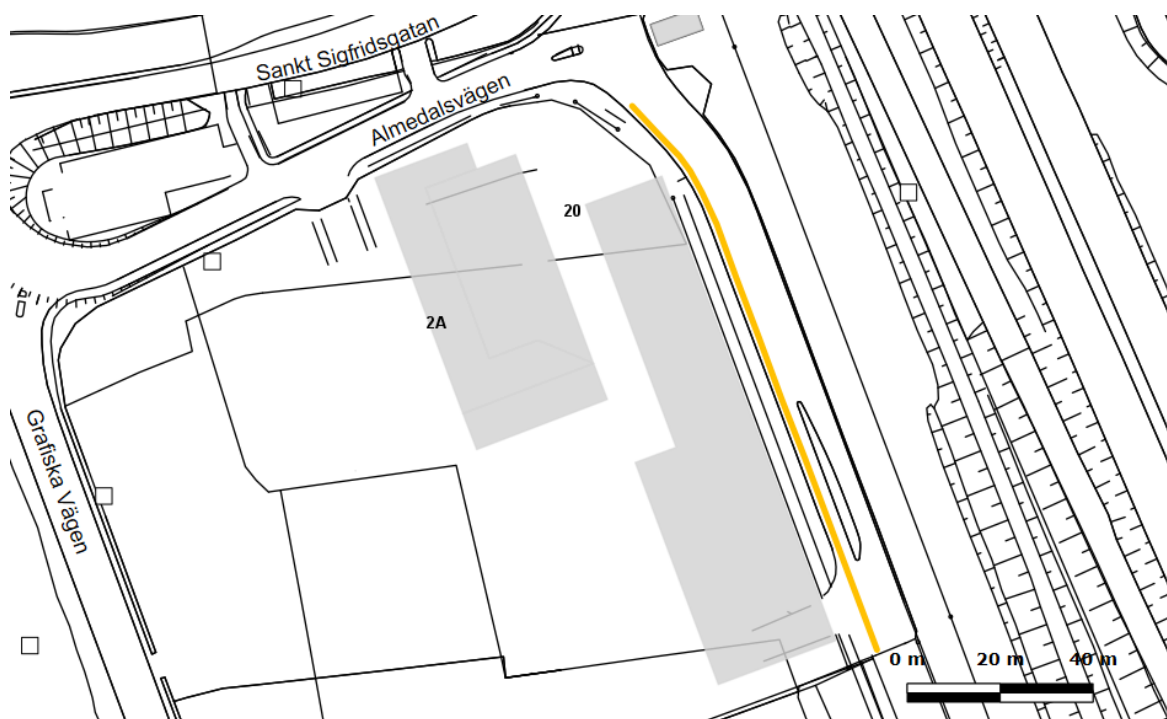 Sankt Sigfridsgatan
Almedalsvägen
20
2A
Grafiska Vägen
0 m 20 m 40 m